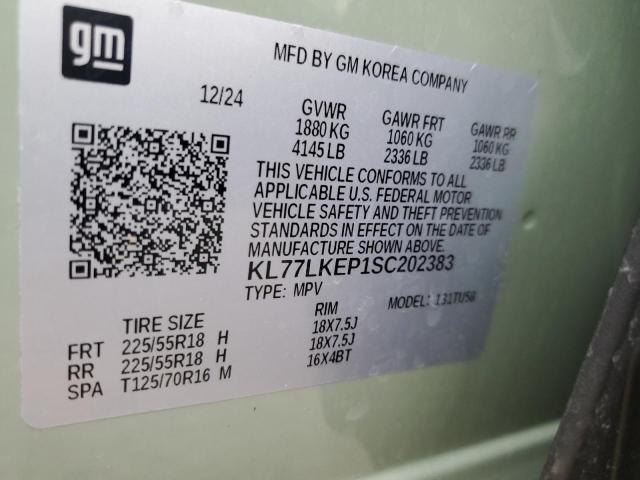 gm
MFD BY GM KOREA COMPANY
12/24
GVWR GAWR FRT GAWR RR
1880 KG 1060 KG 1060 KG
4145 LB 2336 LB 2336 LB
THIS VEHICLE CONFORMS TO ALL
APPLICABLE U.S. FEDERAL MOTOR
VEHICLE SAFETY AND THEFT PREVENTION
STANDARDS IN EFFECT ON THE DATE OF
MANUFACTURE SHOWN ABOVE.
KL77LKEP1SC202383
TYPE: MPV MODEL: 131TU58
TIRE SIZE RIM
FRT 225/55R18 H 18X7.5J
RR 225/55R18 H 18X7.5J
SPA T125/70R16 M 16X4BT